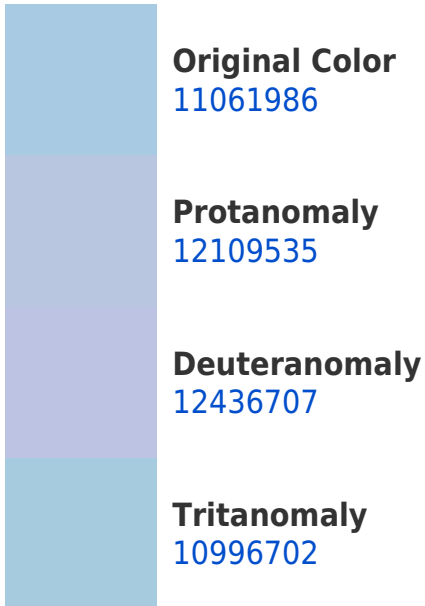 Original Color
11061986
Protanomaly
12109535
Deuteranomaly
12436707
Tritanomaly
10996702